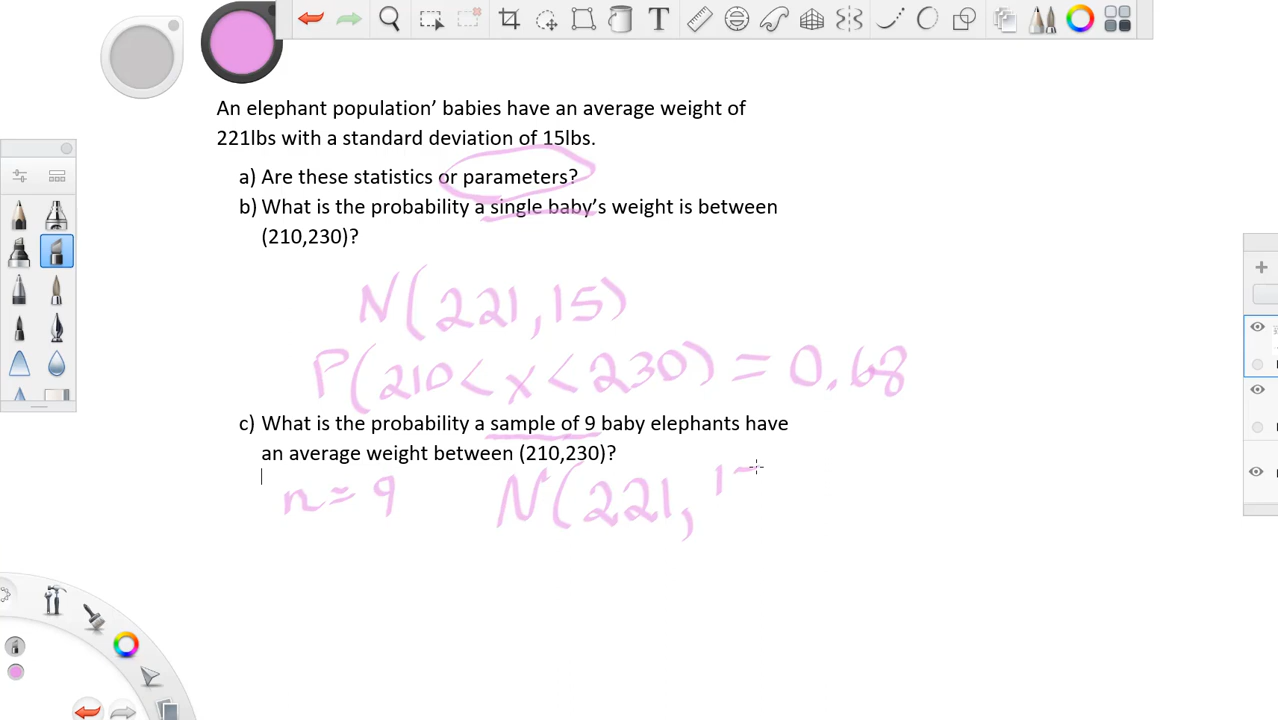 An elephant population’ babies have an average weight of
221lbs with a standard deviation of 15lbs.
a) Are these statistics or parameters?
b) What is the probability a single baby’s weight is between
(210,230)?
N(221,15)
P(210<x<230) = 0.68
c) What is the probability a sample of 9 baby elephants have
an average weight between (210,230)?
n = 9 N(221, 1